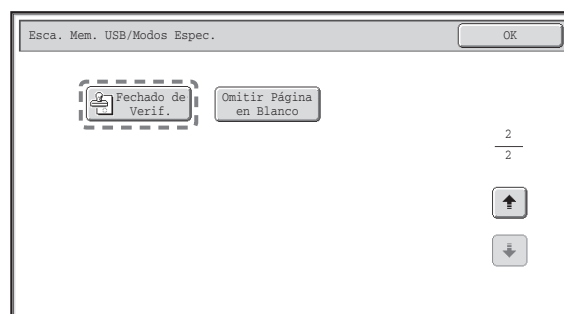 Esca. Mem. USB/Modos Espec.
OK
Fechado de
Verif.
Omitir Página
en Blanco
2
2